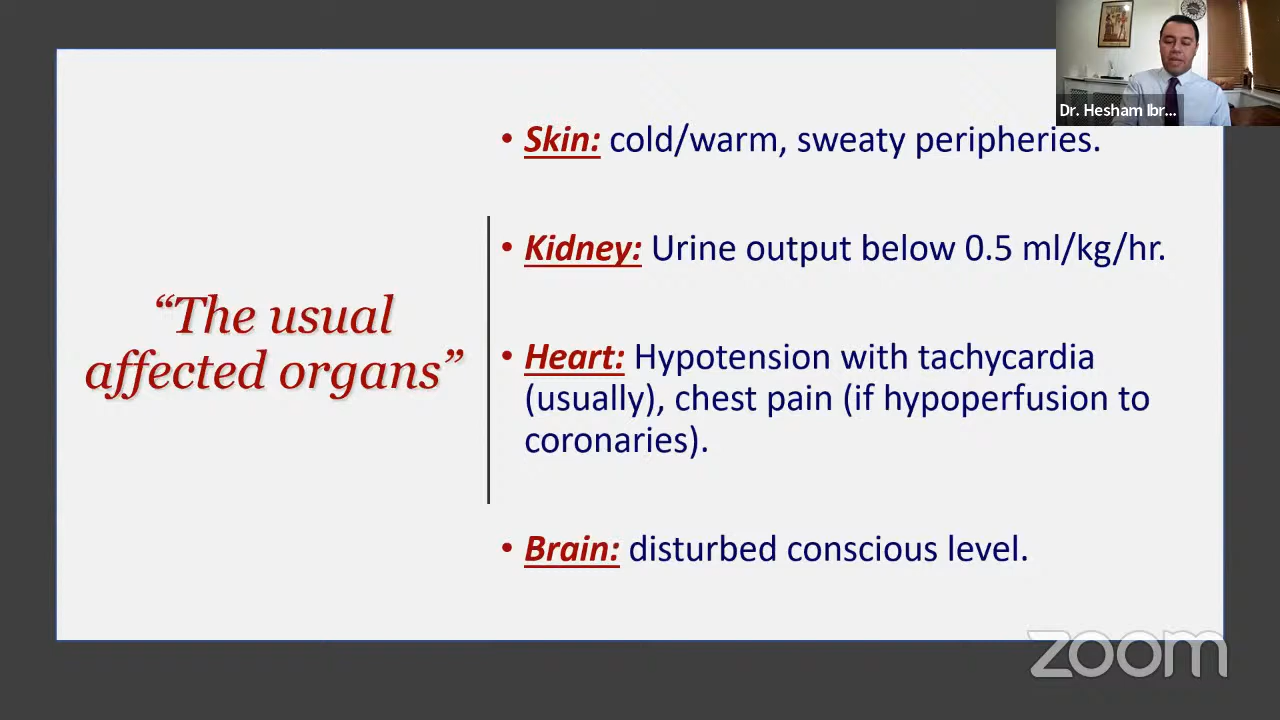 Dr. Hesham Ibr...
• Skin: cold/warm, sweaty peripheries.
• Kidney: Urine output below 0.5 ml/kg/hr.
“The usual
affected organs”
• Heart: Hypotension with tachycardia
(usually), chest pain (if hypoperfusion to
coronaries).
• Brain: disturbed conscious level.
zoom